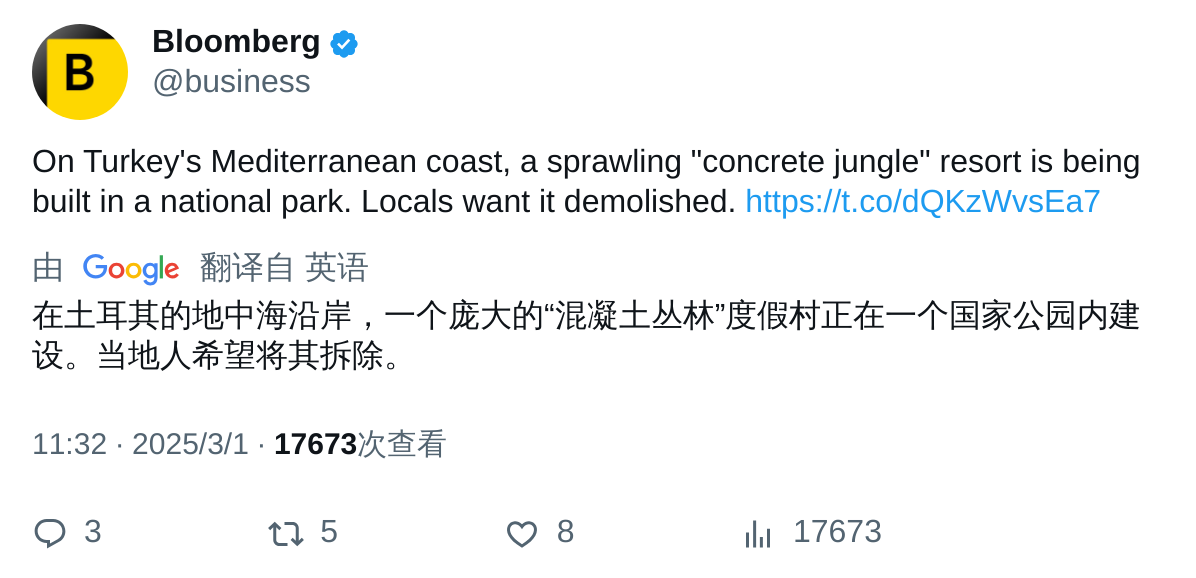 B
Bloomberg
@business
On Turkey's Mediterranean coast, a sprawling "concrete jungle" resort is being
built in a national park. Locals want it demolished. https://t.co/dQKzWvsEa7
由 Google 翻译自 英语
在土耳其的地中海沿岸，一个庞大的“混凝土丛林”度假村正在一个国家公园内建
设。当地人希望将其拆除。
11:32 · 2025/3/1 · 17673次查看
3 5 8 17673